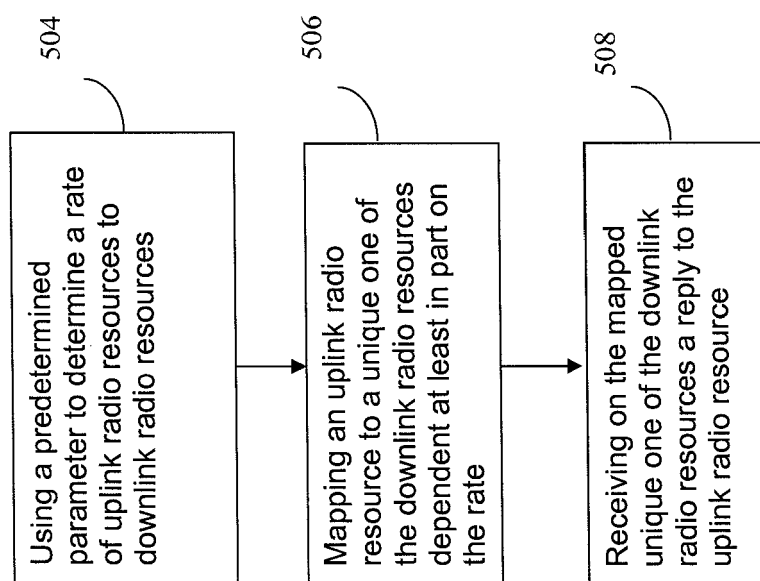 504
Using a predetermined
parameter to determine a rate
of uplink radio resources to
downlink radio resources
506
Mapping an uplink radio
resource to a unique one of
the downlink radio resources
dependent at least in part on
the rate
508
Receiving on the mapped
unique one of the downlink
radio resources a reply to the
uplink radio resource